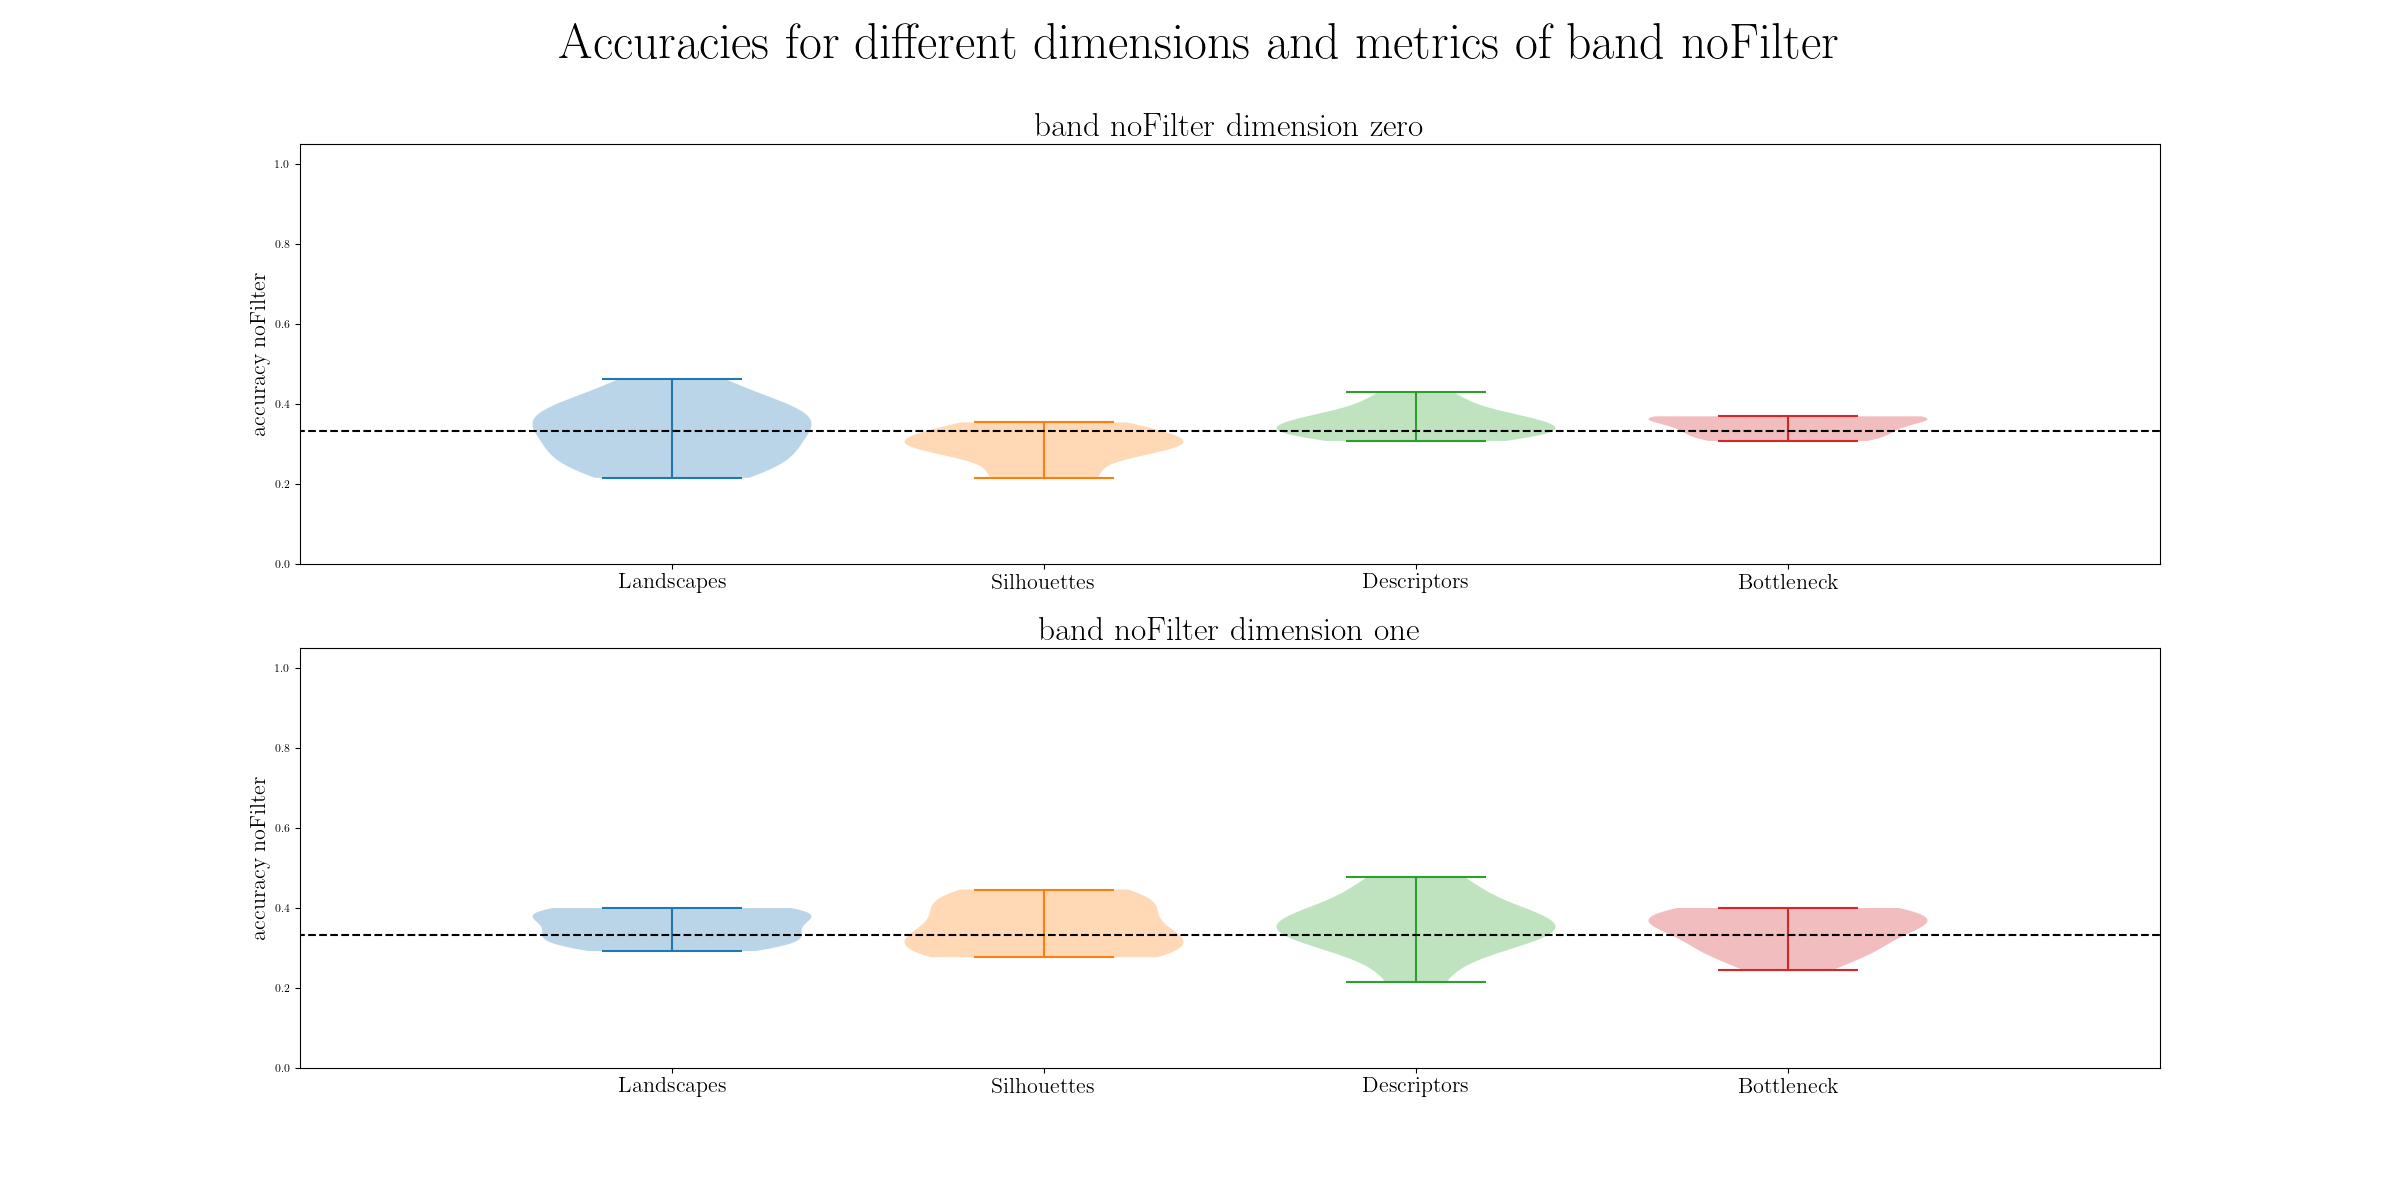 Accuracies for different dimensions and metrics of band noFilter
band noFilter dimension zero
accuracy noFilter
1.0
0.8
0.6
0.4
0.2
0.0
Landscapes Silhouettes Descriptors Bottleneck
band noFilter dimension one
accuracy noFilter
1.0
0.8
0.6
0.4
0.2
0.0
Landscapes Silhouettes Descriptors Bottleneck